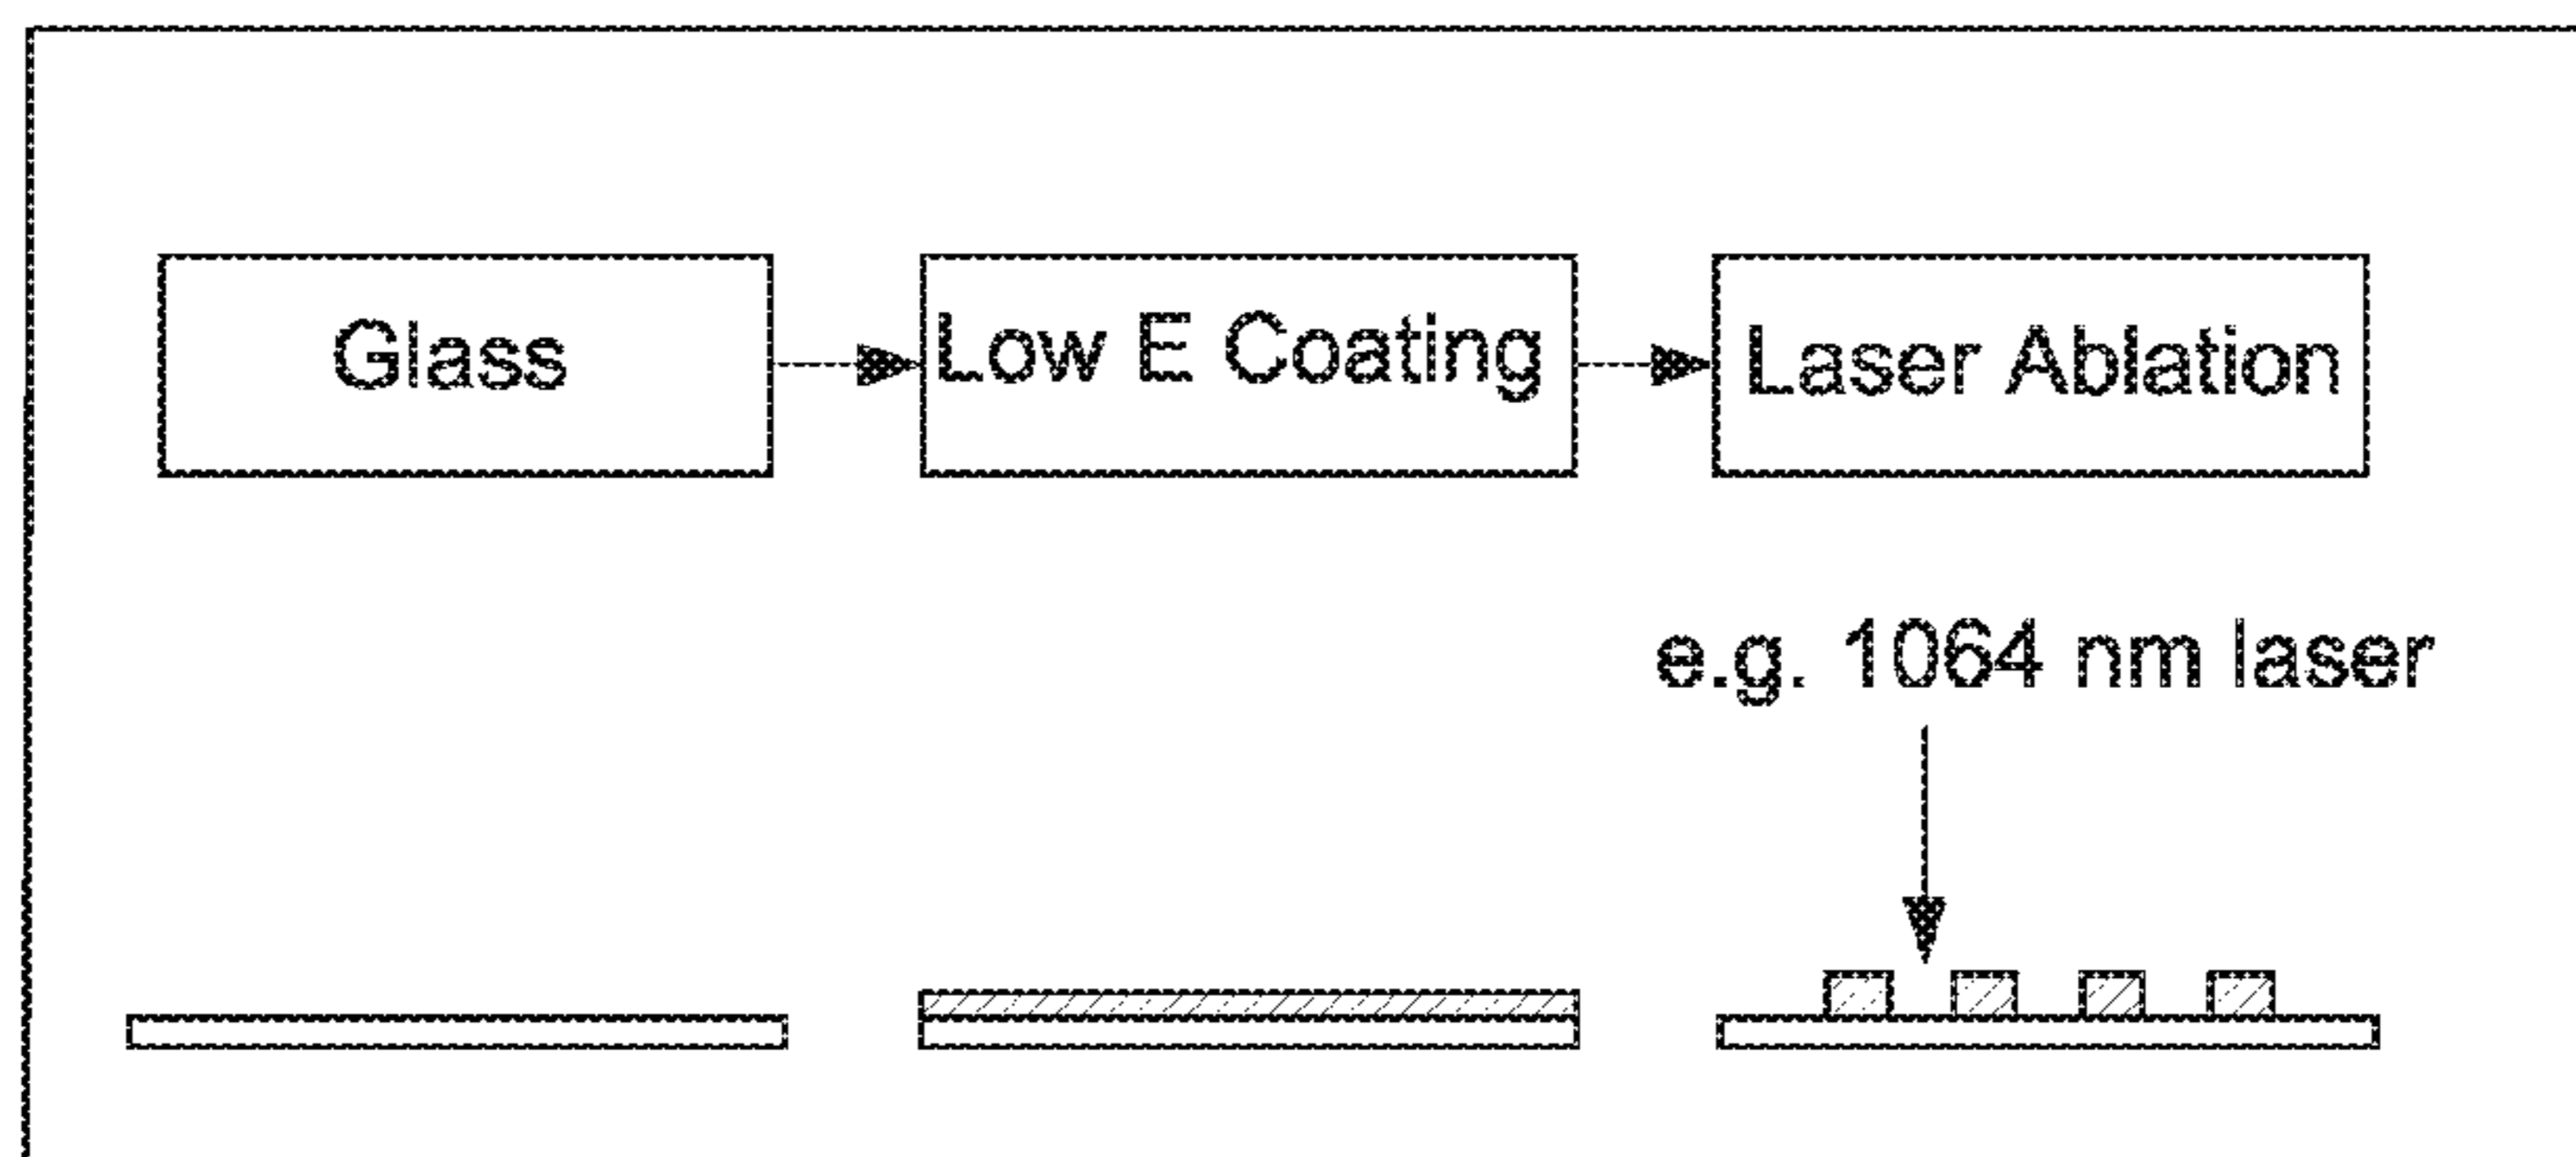 Glass
Low E Coating
Laser Ablation
e.g. 1064 nm laser